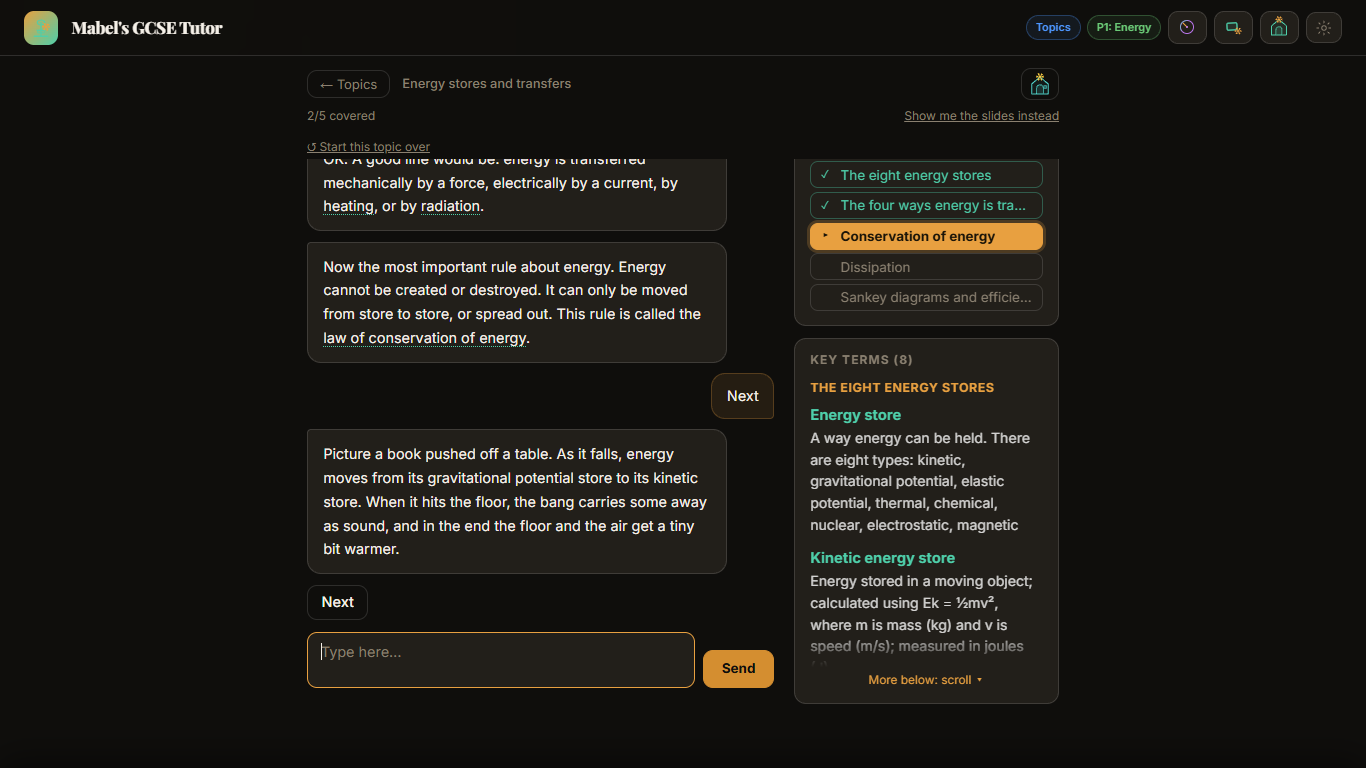 Mabel's GCSE Tutor
Topics
P1: Energy
← Topics
Energy stores and transfers
2/5 covered
Show me the slides instead
↺ Start this topic over
OK. A good line would be: energy is transferred
mechanically by a force, electrically by a current, by
heating, or by radiation.
Now the most important rule about energy. Energy
cannot be created or destroyed. It can only be moved
from store to store, or spread out. This rule is called the
law of conservation of energy.
Next
Picture a book pushed off a table. As it falls, energy
moves from its gravitational potential store to its kinetic
store. When it hits the floor, the bang carries some away
as sound, and in the end the floor and the air get a tiny
bit warmer.
Next
Type here...
Send
✓ The eight energy stores
✓ The four ways energy is tra...
‣ Conservation of energy
Dissipation
Sankey diagrams and efficie...
KEY TERMS (8)
THE EIGHT ENERGY STORES
Energy store
A way energy can be held. There
are eight types: kinetic,
gravitational potential, elastic
potential, thermal, chemical,
nuclear, electrostatic, magnetic
Kinetic energy store
Energy stored in a moving object;
calculated using Ek = ½mv²,
where m is mass (kg) and v is
speed (m/s); measured in joules
More below: scroll ▾